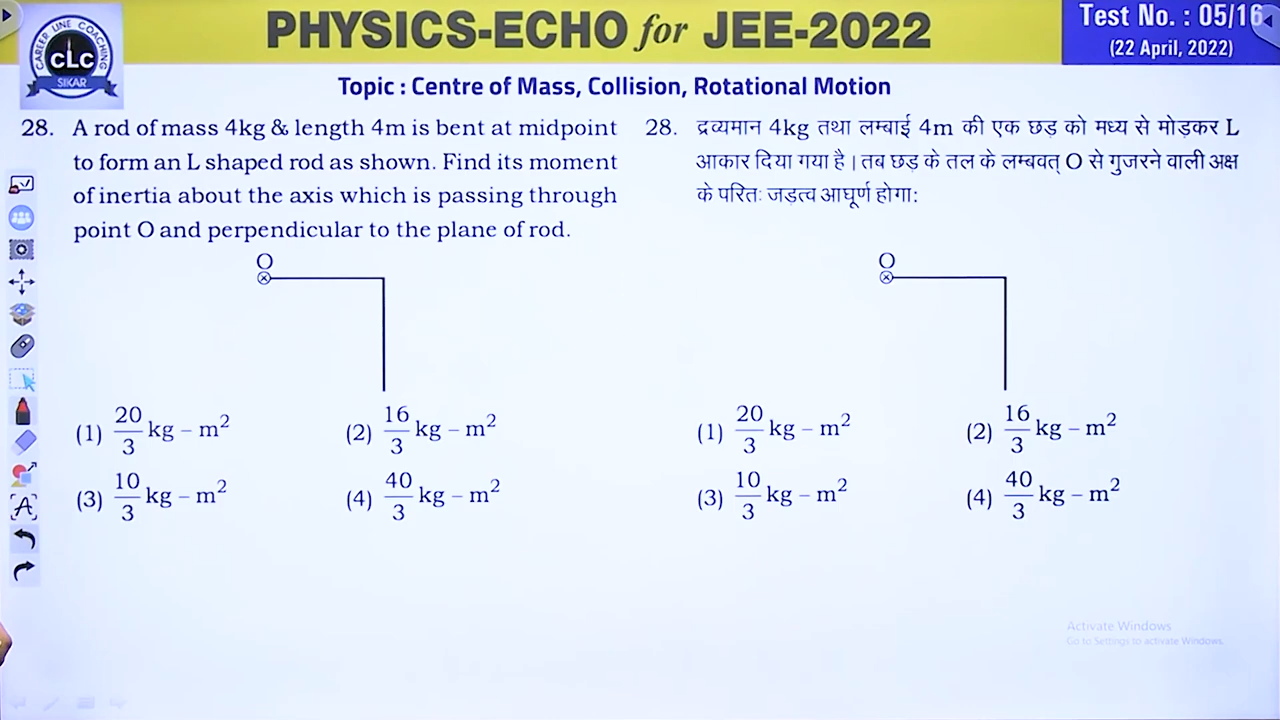 PHYSICS-ECHO for JEE-2022
Test No. : 05/16
(22 April, 2022)
CAREER LINE COACHING
CLC
SIKAR
Topic : Centre of Mass, Collision, Rotational Motion
28. A rod of mass 4kg & length 4m is bent at midpoint
to form an L shaped rod as shown. Find its moment
of inertia about the axis which is passing through
point O and perpendicular to the plane of rod.
O
(1) 20/3 kg – m²
(2) 16/3 kg – m²
(3) 10/3 kg – m²
(4) 40/3 kg – m²
28. द्रव्यमान 4kg तथा लम्बाई 4m की एक छड़ को मध्य से मोड़कर L
आकार दिया गया है। तब छड़ के तल के लम्बवत् O से गुजरने वाली अक्ष
के परितः जड़त्व आघूर्ण होगा:
O
(1) 20/3 kg – m²
(2) 16/3 kg – m²
(3) 10/3 kg – m²
(4) 40/3 kg – m²
A
Activate Windows
Go to Settings to activate Windows.